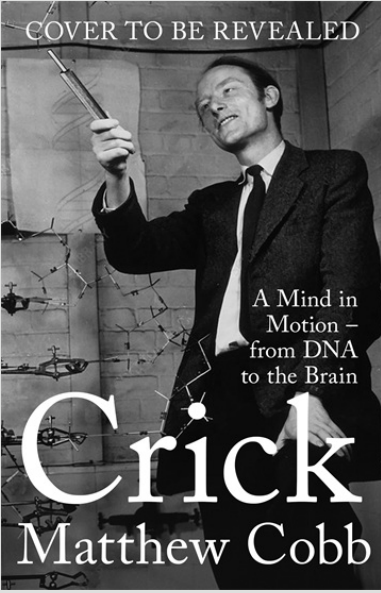 COVER TO BE REVEALED
A Mind in
Motion –
from DNA
to the Brain
Crick
Matthew Cobb